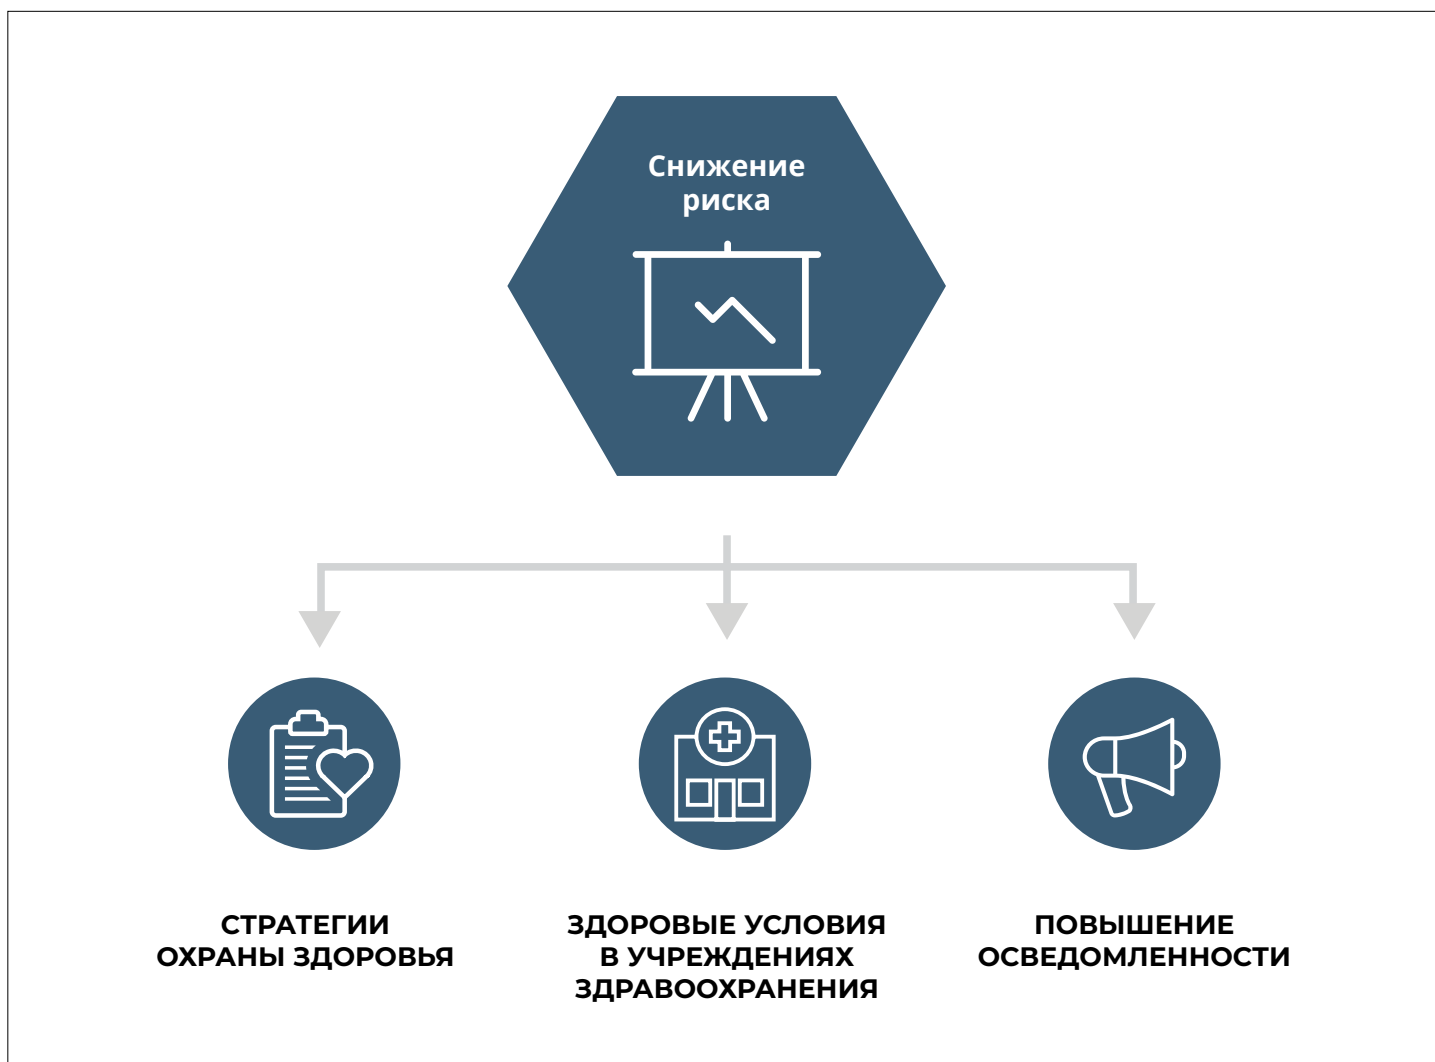 Снижение
риска
СТРАТЕГИИ
ОХРАНЫ ЗДОРОВЬЯ
ЗДОРОВЫЕ УСЛОВИЯ
В УЧРЕЖДЕНИЯХ
ЗДРАВООХРАНЕНИЯ
ПОВЫШЕНИЕ
ОСВЕДОМЛЕННОСТИ